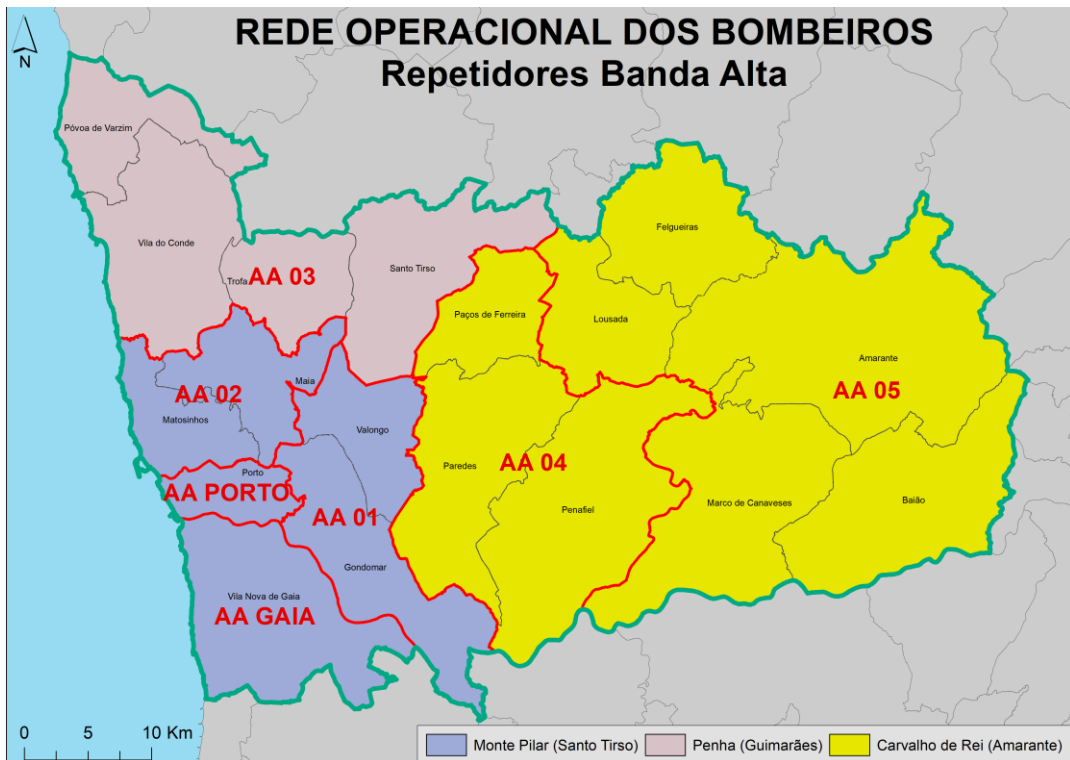 REDE OPERACIONAL DOS BOMBEIROS
Repetidores Banda Alta
N
Póvoa de Varzim
Vila do Conde
Trofa
AA 03
Santo Tirso
Felgueiras
Paços de Ferreira
Lousada
Amarante
AA 05
Maia
AA 02
Matosinhos
Valongo
Porto
AA PORTO
Paredes
AA 04
Penafiel
Marco de Canaveses
Baião
AA 01
Gondomar
Vila Nova de Gaia
AA GAIA
0 5 10 Km
Monte Pilar (Santo Tirso)
Penha (Guimarães)
Carvalho de Rei (Amarante)